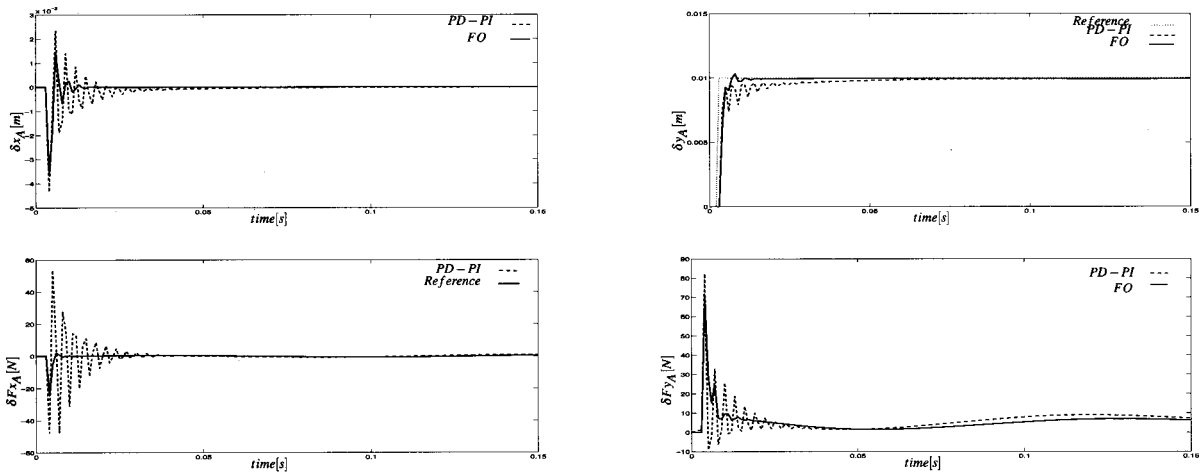 3 × 10⁻³
PD – PI
FO
2
1
0
–1
–2
–3
–4
–5
δx_A [m]
0
0.05
0.1
0.15
time[s]
0.015
Reference
PD – PI
FO
0.01
0.005
0
δy_A [m]
0
0.05
0.1
0.15
time[s]
60
PD – PI
Reference
40
20
0
–20
–40
–60
δFx_A [N]
0
0.05
0.1
0.15
time[s]
90
80
PD – PI
FO
70
60
50
40
30
20
10
0
–10
δFy_A [N]
0
0.05
0.1
0.15
time[s]